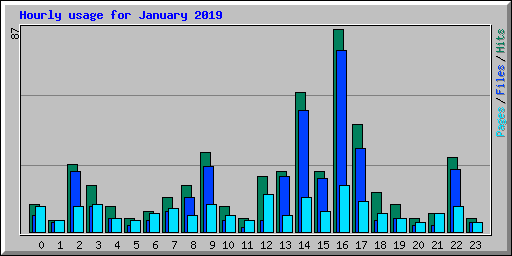 Hourly usage for January 2019
87
Pages/Files/Hits
0 1 2 3 4 5 6 7 8 9 10 11 12 13 14 15 16 17 18 19 20 21 22 23